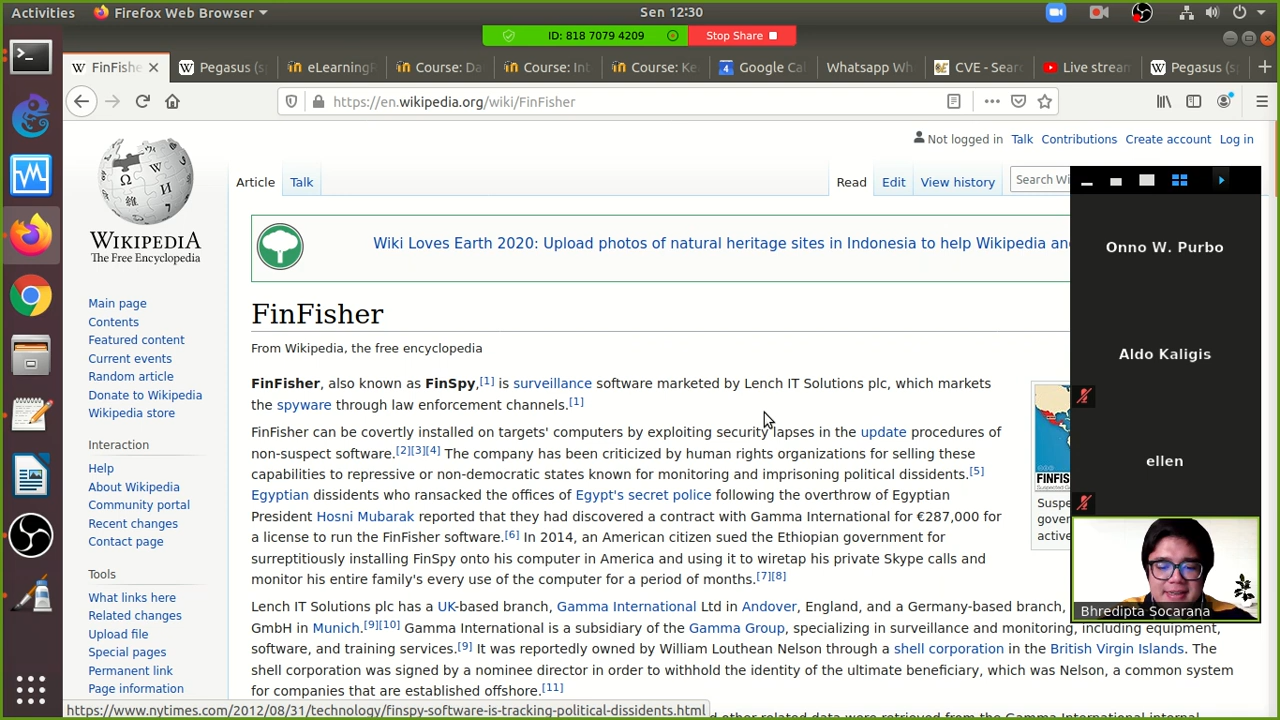 Activities Firefox Web Browser Sen 12:30
ID: 818 7079 4209 Stop Share
FinFishe Pegasus (s eLearning Course: Da Course: Int Course: Ke Google Cal Whatsapp Wh CVE - Sear Live stream Pegasus (s
https://en.wikipedia.org/wiki/FinFisher
Not logged in Talk Contributions Create account Log in
Article Talk Read Edit View history Search Wi
WIKIPEDIA
The Free Encyclopedia
Wiki Loves Earth 2020: Upload photos of natural heritage sites in Indonesia to help Wikipedia an
Main page
Contents
Featured content
Current events
Random article
Donate to Wikipedia
Wikipedia store
Interaction
Help
About Wikipedia
Community portal
Recent changes
Contact page
Tools
What links here
Related changes
Upload file
Special pages
Permanent link
Page information
FinFisher
From Wikipedia, the free encyclopedia
FinFisher, also known as FinSpy,[1] is surveillance software marketed by Lench IT Solutions plc, which markets
the spyware through law enforcement channels.[1]
FinFisher can be covertly installed on targets' computers by exploiting security lapses in the update procedures of
non-suspect software.[2][3][4] The company has been criticized by human rights organizations for selling these
capabilities to repressive or non-democratic states known for monitoring and imprisoning political dissidents.[5]
Egyptian dissidents who ransacked the offices of Egypt's secret police following the overthrow of Egyptian
President Hosni Mubarak reported that they had discovered a contract with Gamma International for €287,000 for
a license to run the FinFisher software.[6] In 2014, an American citizen sued the Ethiopian government for
surreptitiously installing FinSpy onto his computer in America and using it to wiretap his private Skype calls and
monitor his entire family's every use of the computer for a period of months.[7][8]
Lench IT Solutions plc has a UK-based branch, Gamma International Ltd in Andover, England, and a Germany-based branch,
GmbH in Munich.[9][10] Gamma International is a subsidiary of the Gamma Group, specializing in surveillance and monitoring, including equipment,
software, and training services.[9] It was reportedly owned by William Louthean Nelson through a shell corporation in the British Virgin Islands. The
shell corporation was signed by a nominee director in order to withhold the identity of the ultimate beneficiary, which was Nelson, a common system
for companies that are established offshore.[11]
d other related data were retrieved from the Gamma International internal
FINFIS
Suspe
gover
active
Onno W. Purbo
Aldo Kaligis
ellen
Bhredipta Socarana
https://www.nytimes.com/2012/08/31/technology/finspy-software-is-tracking-political-dissidents.html